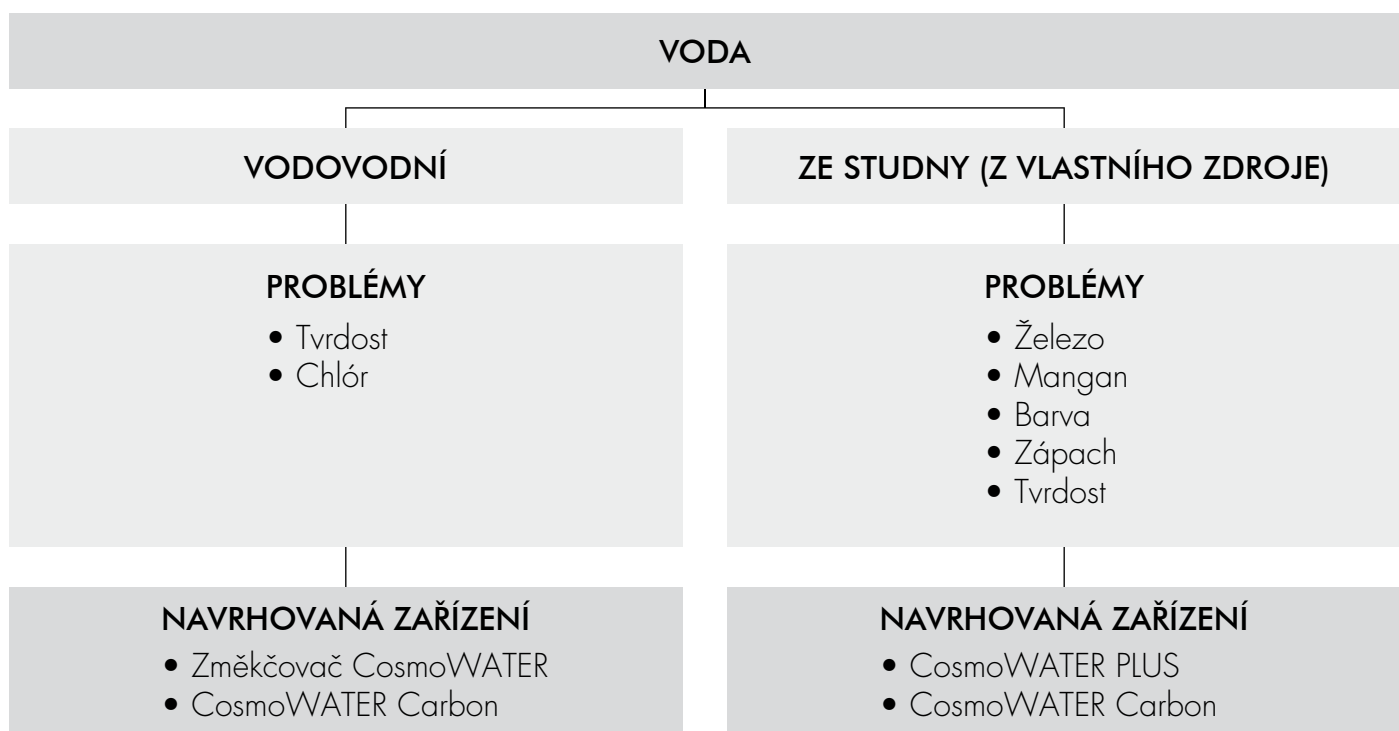 VODA
VODOVODNÍ
PROBLÉMY
• Tvrdost
• Chlór
NAVRHOVANÁ ZAŘÍZENÍ
• Změkčovač CosmoWATER
• CosmoWATER Carbon
ZE STUDNY (Z VLASTNÍHO ZDROJE)
PROBLÉMY
• Železo
• Mangan
• Barva
• Zápach
• Tvrdost
NAVRHOVANÁ ZAŘÍZENÍ
• CosmoWATER PLUS
• CosmoWATER Carbon